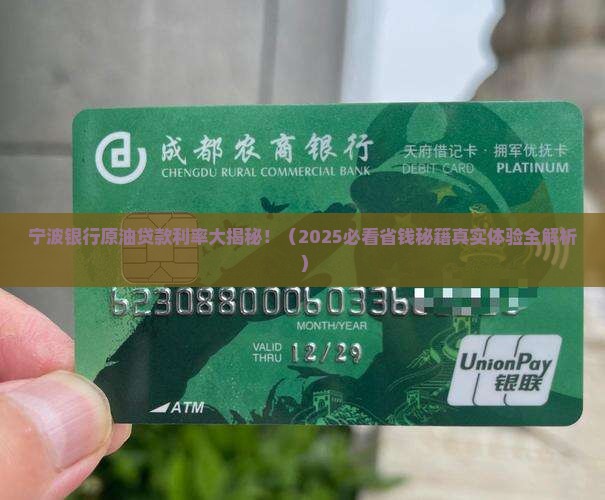 成都农商银行
CHENGDU RURAL COMMERCIAL BANK
天府借记卡·拥军优抚卡
DEBIT CARD PLATINUM
宁波银行原油贷款利率大揭秘！（2025必看省钱秘籍真实体验全解析
）
MONTH/YEAR
VALID THRU 12/29
ATM
UnionPay
银联